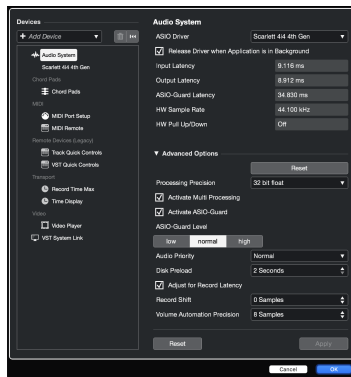 Devices
+ Add Device
Audio System
Scarlett 4i4 4th Gen
Chord Pads
Chord Pads
MIDI
MIDI Port Setup
MIDI Remote
Remote Devices (Legacy)
Track Quick Controls
VST Quick Controls
Transport
Record Time Max
Time Display
Video
Video Player
VST System Link
Audio System
ASIO Driver Scarlett 4i4 4th Gen
Release Driver when Application is in Background
Input Latency 9.116 ms
Output Latency 8.912 ms
ASIO-Guard Latency 34.830 ms
HW Sample Rate 44.100 kHz
HW Pull Up/Down Off
Advanced Options
Reset
Processing Precision 32 bit float
Activate Multi Processing
Activate ASIO-Guard
ASIO-Guard Level
low normal high
Audio Priority Normal
Disk Preload 2 Seconds
Adjust for Record Latency
Record Shift 0 Samples
Volume Automation Precision 8 Samples
Reset Apply
Cancel OK